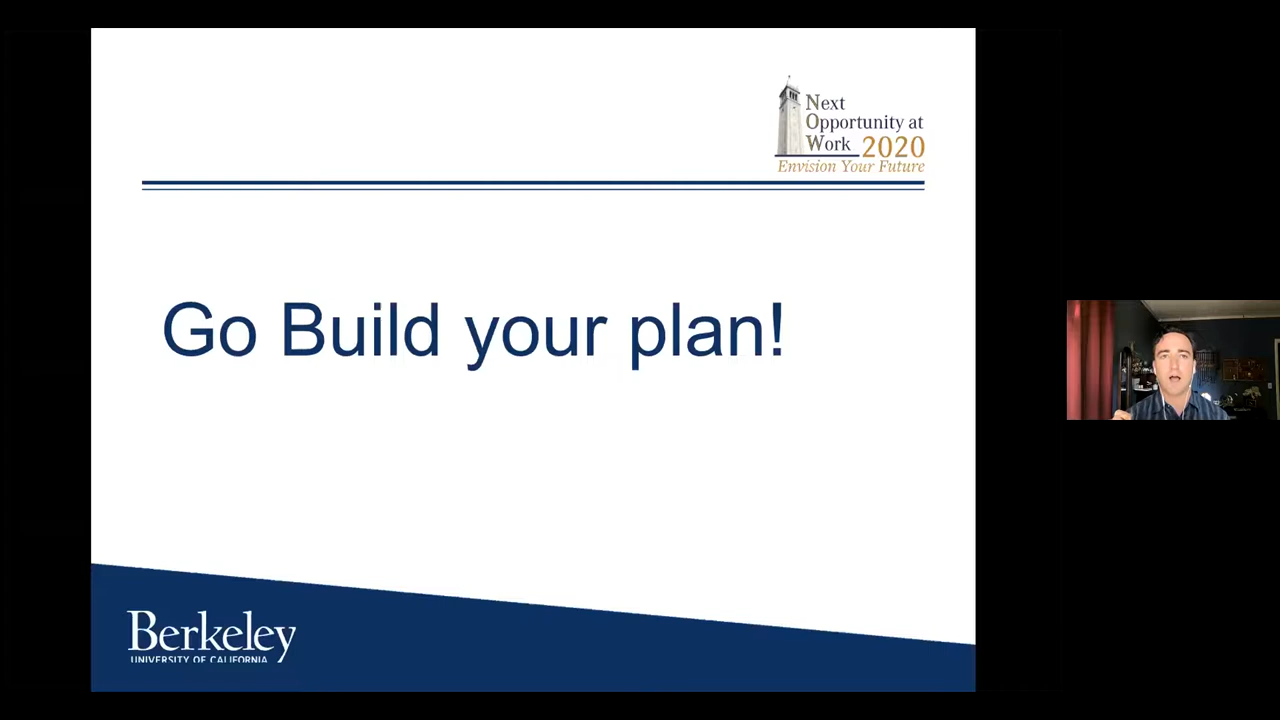 Next
Opportunity at
Work 2020
Envision Your Future
Go Build your plan!
Berkeley
UNIVERSITY OF CALIFORNIA